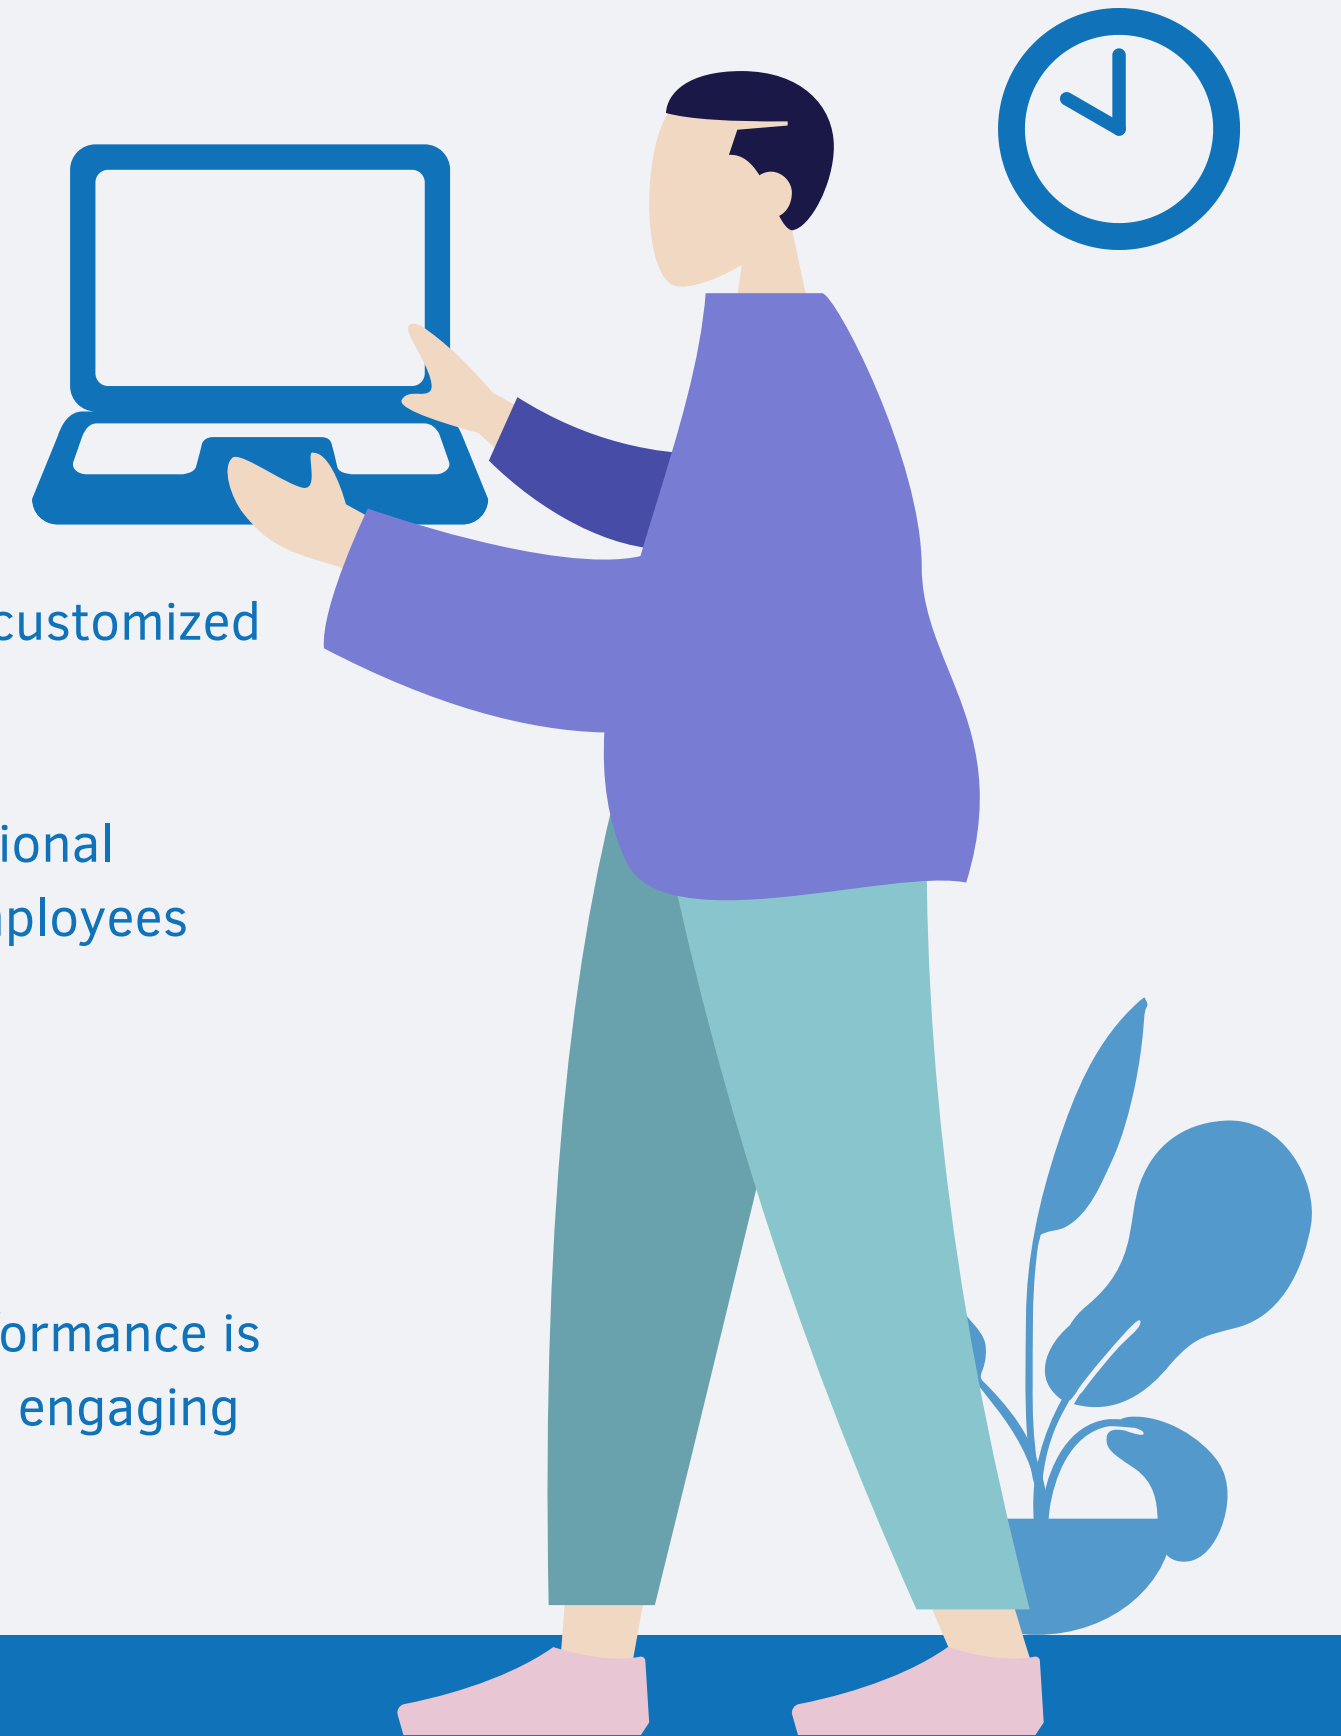 customized
ional
ployees
ormance is
engaging